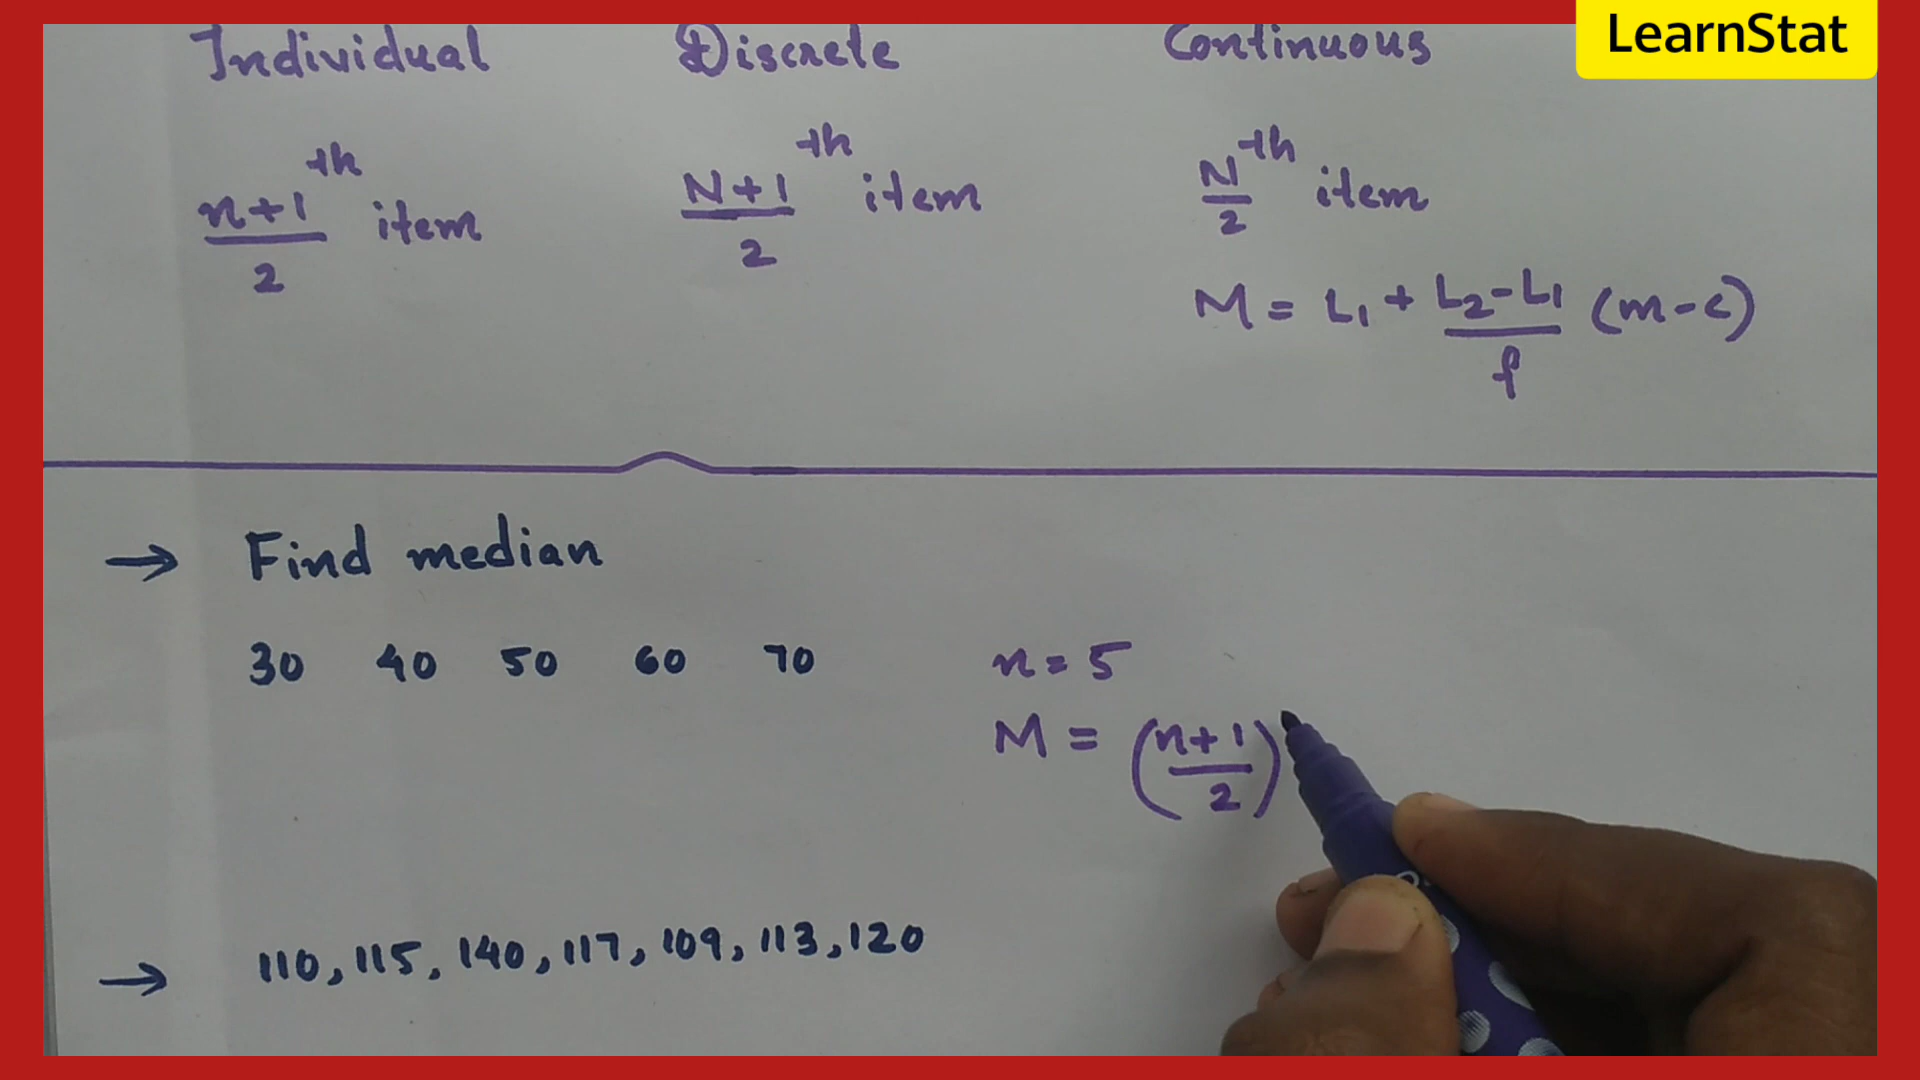 LearnStat
Individual Discrete Continuous
n+1/2 th item N+1/2 th item N/2 th item
M = L₁ + L₂-L₁/f (m-c)
→ Find median
30 40 50 60 70 n = 5
M = (n+1/2)
→ 110, 115, 140, 117, 109, 113, 120